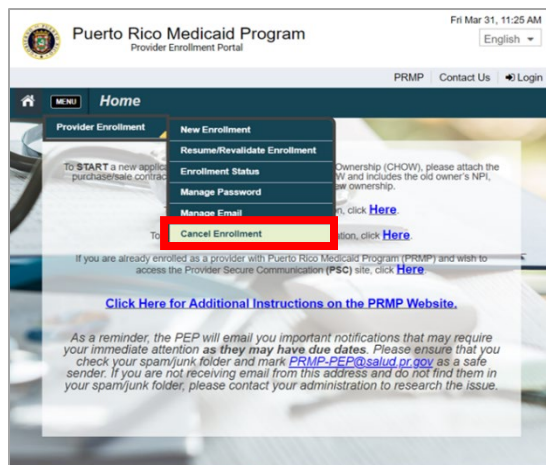 Fri Mar 31, 11:25 AM
Puerto Rico Medicaid Program
Provider Enrollment Portal
English
PRMP Contact Us Login
MENU Home
Provider Enrollment
New Enrollment
Resume/Revalidate Enrollment
Enrollment Status
Manage Password
Manage Email
Cancel Enrollment
To START a new applic Ownership (CHOW), please attach the
purchase/sale contrac W and includes the old owner's NPI,
ew ownership.
n, click Here.
To ation, click Here.
If you are already enrolled as a provider with Puerto Rico Medicaid Program (PRMP) and wish to
access the Provider Secure Communication (PSC) site, click Here
Click Here for Additional Instructions on the PRMP Website.
As a reminder, the PEP will email you important notifications that may require
your immediate attention as they may have due dates. Please ensure that you
check your spam/junk folder and mark PRMP-PEP@salud.pr.gov as a safe
sender. If you are not receiving email from this address and do not find them in
your spam/junk folder, please contact your administration to research the issue.